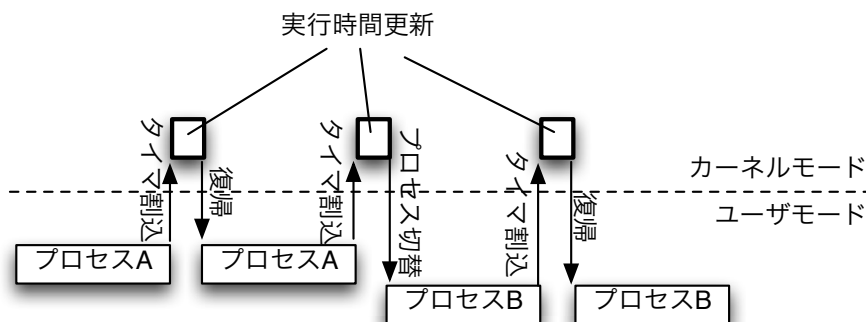 実行時間更新
タイマ割込
復帰
タイマ割込
プロセス切替
タイマ割込
復帰
カーネルモード
ユーザモード
プロセスA
プロセスA
プロセスB
プロセスB